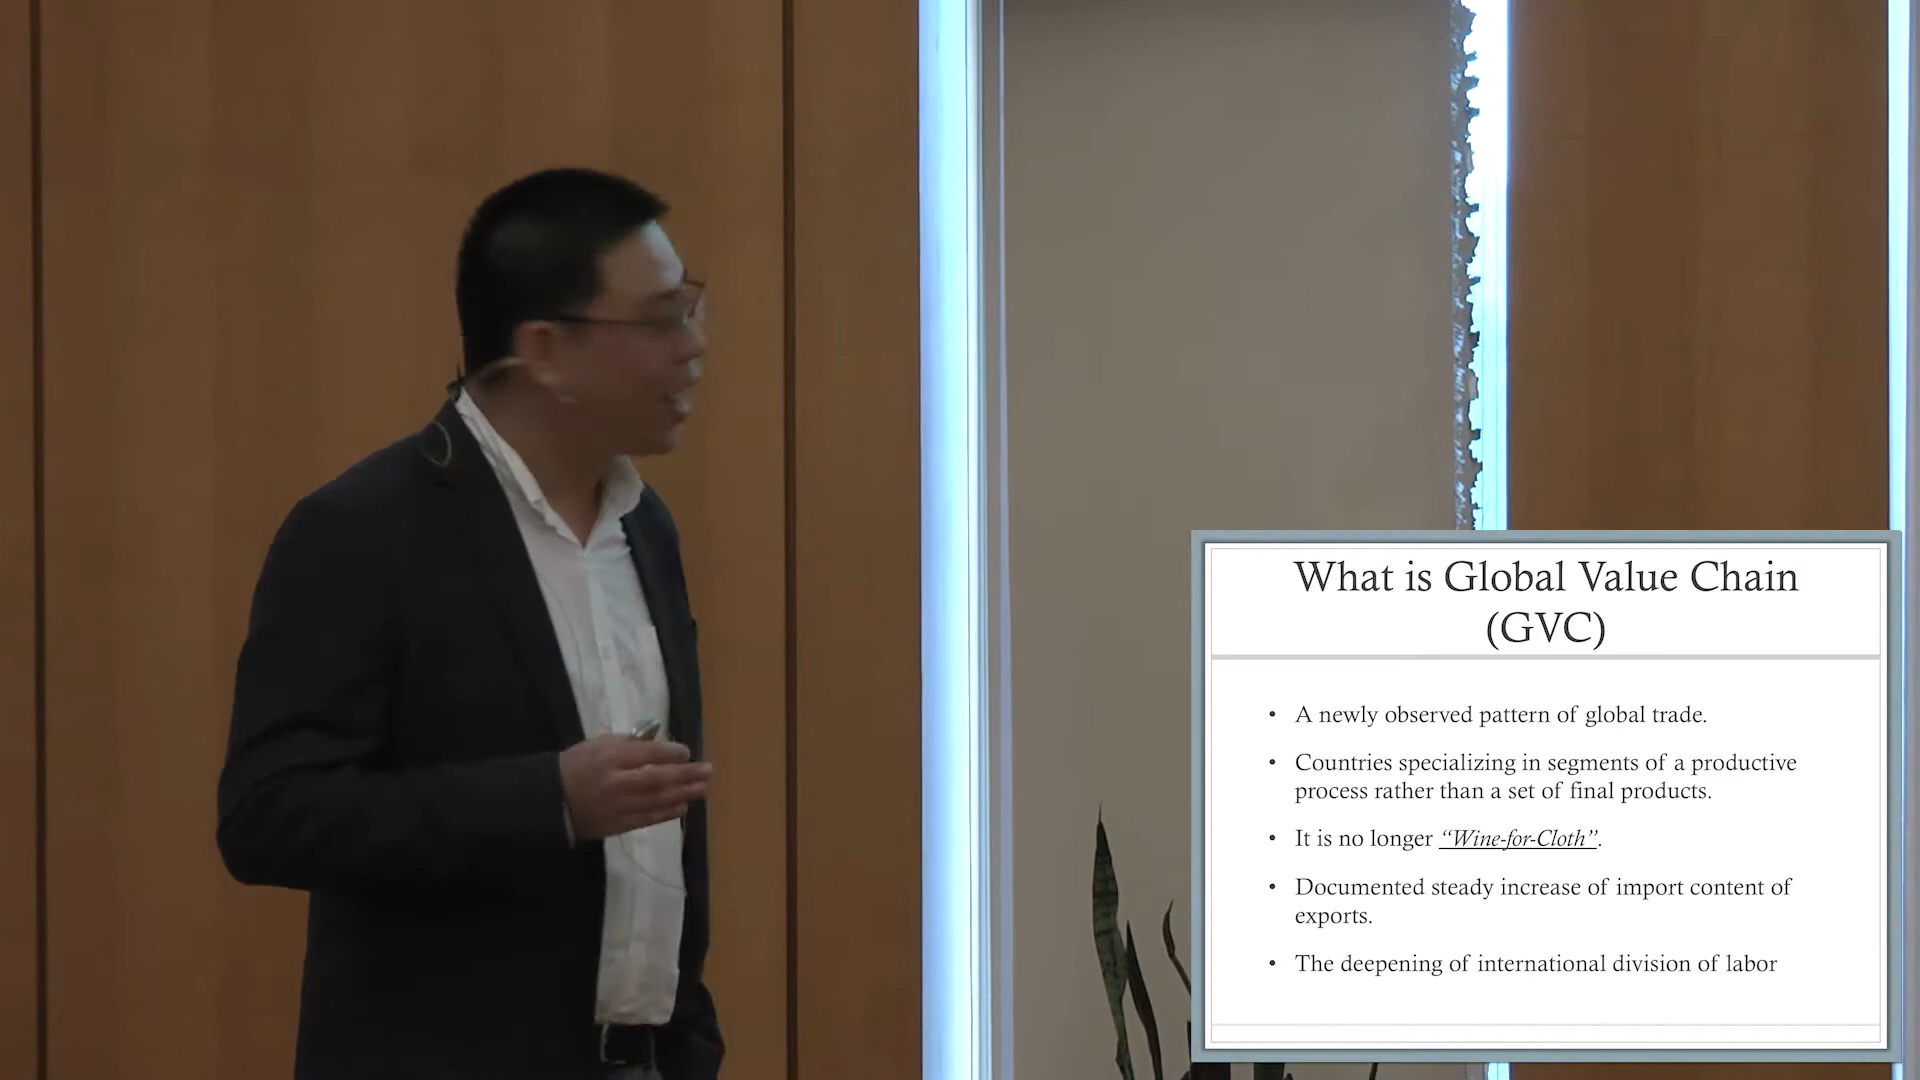 What is Global Value Chain
(GVC)
• A newly observed pattern of global trade.
• Countries specializing in segments of a productive
process rather than a set of final products.
• It is no longer “Wine-for-Cloth”.
• Documented steady increase of import content of
exports.
• The deepening of international division of labor